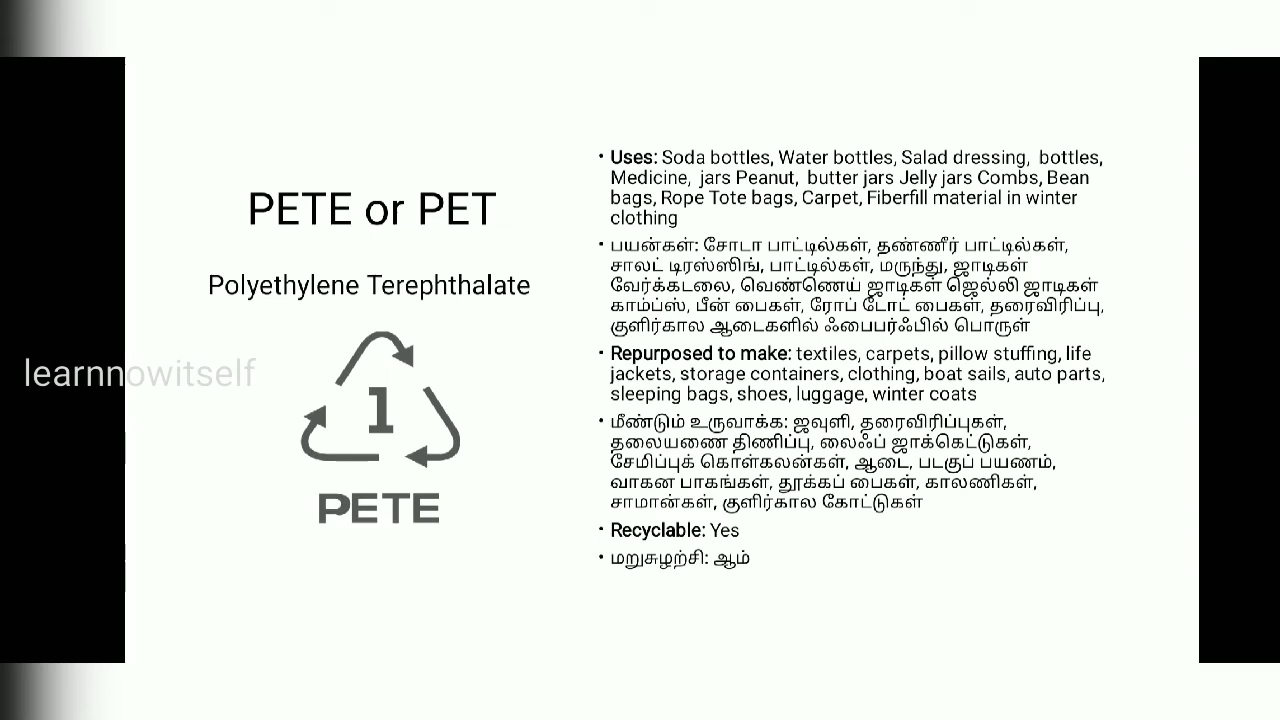 PETE or PET
Polyethylene Terephthalate
learnnowitself
1
PETE
• Uses: Soda bottles, Water bottles, Salad dressing,  bottles,
Medicine,  jars Peanut,  butter jars Jelly jars Combs, Bean
bags, Rope Tote bags, Carpet, Fiberfill material in winter
clothing
• பயன்கள்: சோடா பாட்டில்கள், தண்ணீர் பாட்டில்கள்,
சாலட் டிரஸ்ஸிங், பாட்டில்கள், மருந்து, ஜாடிகள்
வேர்க்கடலை, வெண்ணெய் ஜாடிகள் ஜெல்லி ஜாடிகள்
காம்ப்ஸ், பீன் பைகள், ரோப் டோட் பைகள், தரைவிரிப்பு,
குளிர்கால ஆடைகளில் ஃபைபர்ஃபில் பொருள்
• Repurposed to make: textiles, carpets, pillow stuffing, life
jackets, storage containers, clothing, boat sails, auto parts,
sleeping bags, shoes, luggage, winter coats
• மீண்டும் உருவாக்க: ஜவுளி, தரைவிரிப்புகள்,
தலையணை திணிப்பு, லைஃப் ஜாக்கெட்டுகள்,
சேமிப்புக் கொள்கலன்கள், ஆடை, படகுப் பயணம்,
வாகன பாகங்கள், தூக்கப் பைகள், காலணிகள்,
சாமான்கள், குளிர்கால கோட்டுகள்
• Recyclable: Yes
• மறுசுழற்சி: ஆம்